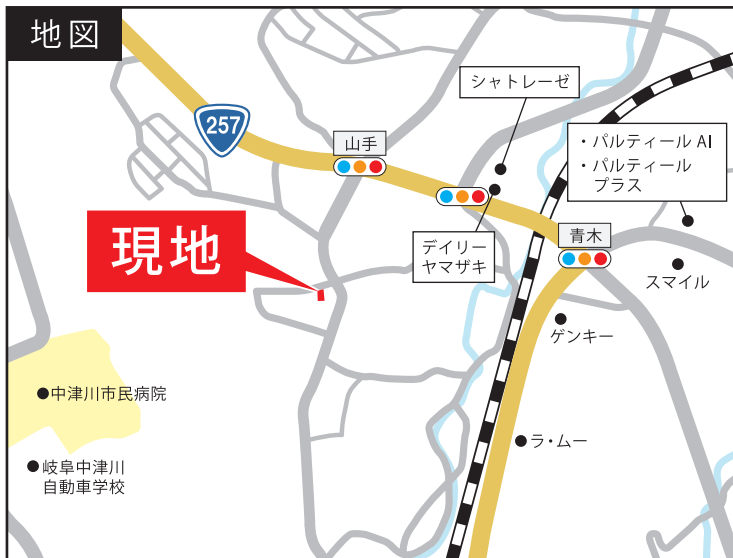 地図
257
山手
シャトレーゼ
・パルティール AI
・パルティール
プラス
現地
デイリー
ヤマザキ
青木
スマイル
ゲンキー
中津川市民病院
ラ・ムー
岐阜中津川
自動車学校